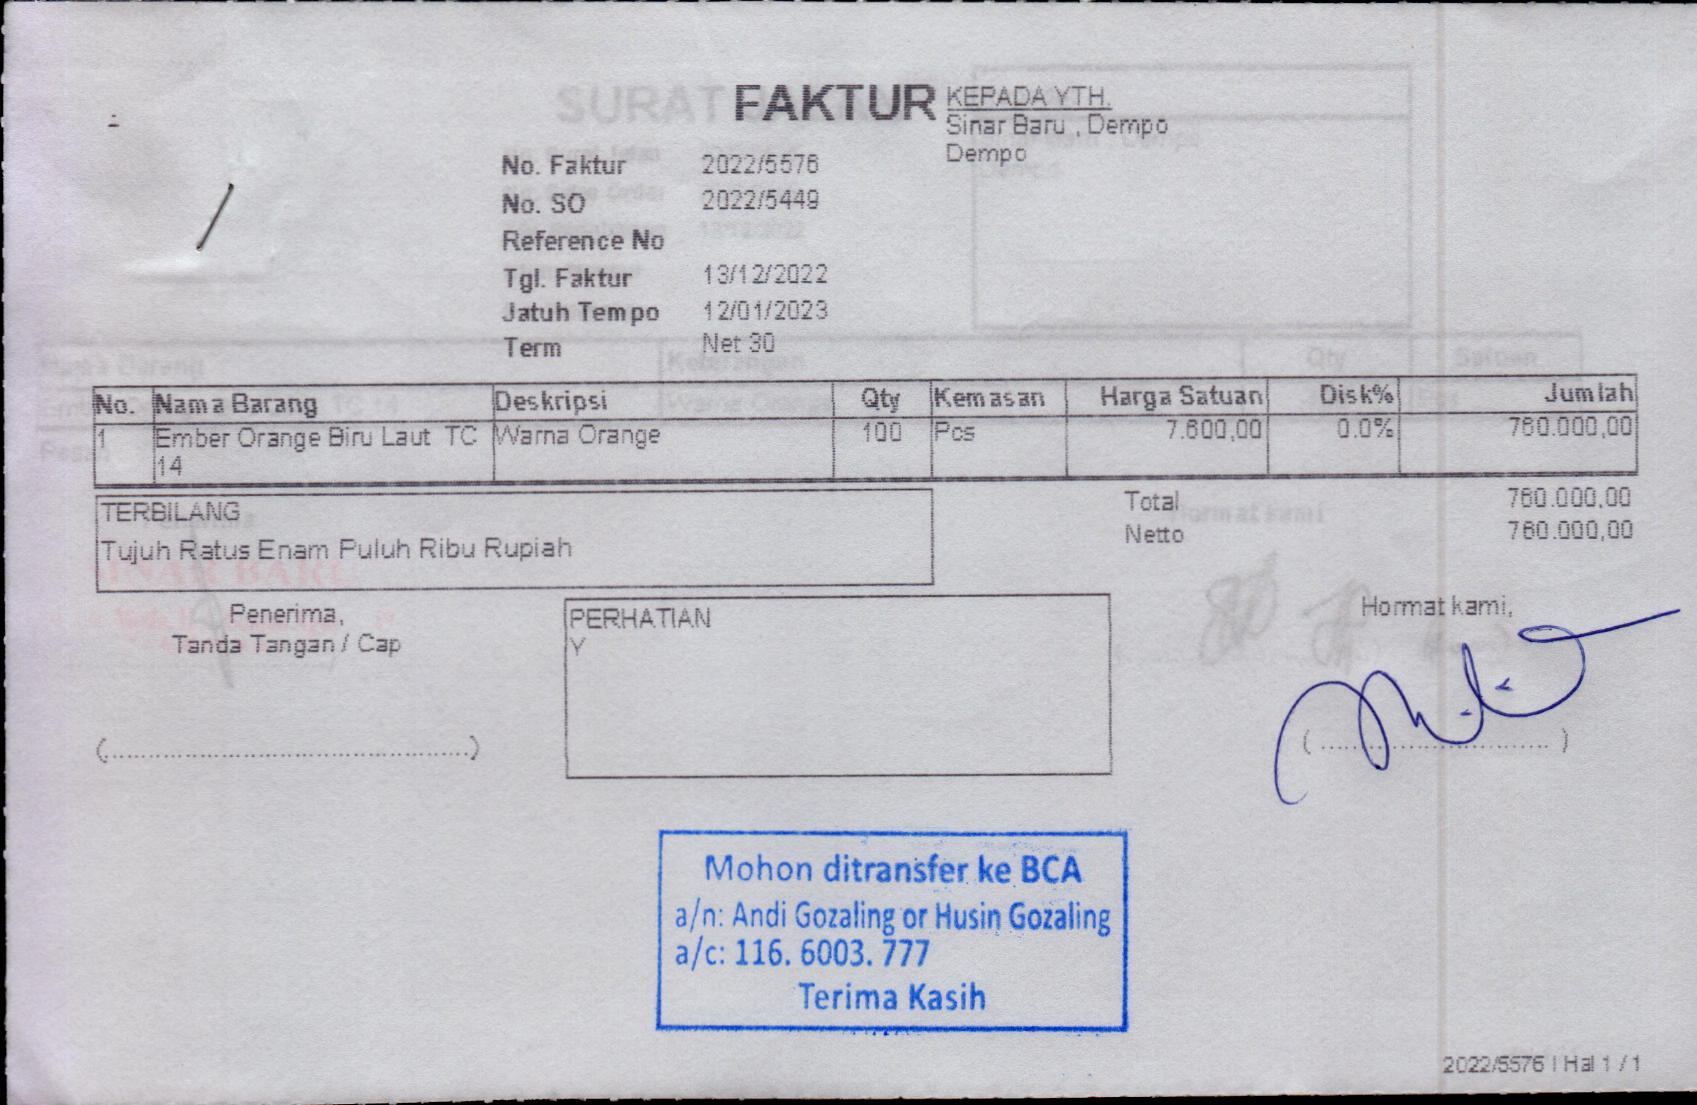 FAKTUR
KEPADA YTH.
Sinar Baru , Dempo
Dempo
No. Faktur 2022/5576
No. SO 2022/5449
Reference No
Tgl. Faktur 13/12/2022
Jatuh Tempo 12/01/2023
Term Net 30
No. Nama Barang Deskripsi Qty Kemasan Harga Satuan Disk% Jumlah
1 Ember Orange Biru Laut TC 14 Warna Orange 100 Pcs 7.600,00 0.0% 760.000,00
TERBILANG
Tujuh Ratus Enam Puluh Ribu Rupiah
Total 760.000,00
Netto 760.000,00
Penerima,
Tanda Tangan / Cap
PERHATIAN
Y
Hormat kami,
Mohon ditransfer ke BCA
a/n: Andi Gozaling or Husin Gozaling
a/c: 116. 6003. 777
Terima Kasih
2022/5576 | Hal 1 / 1